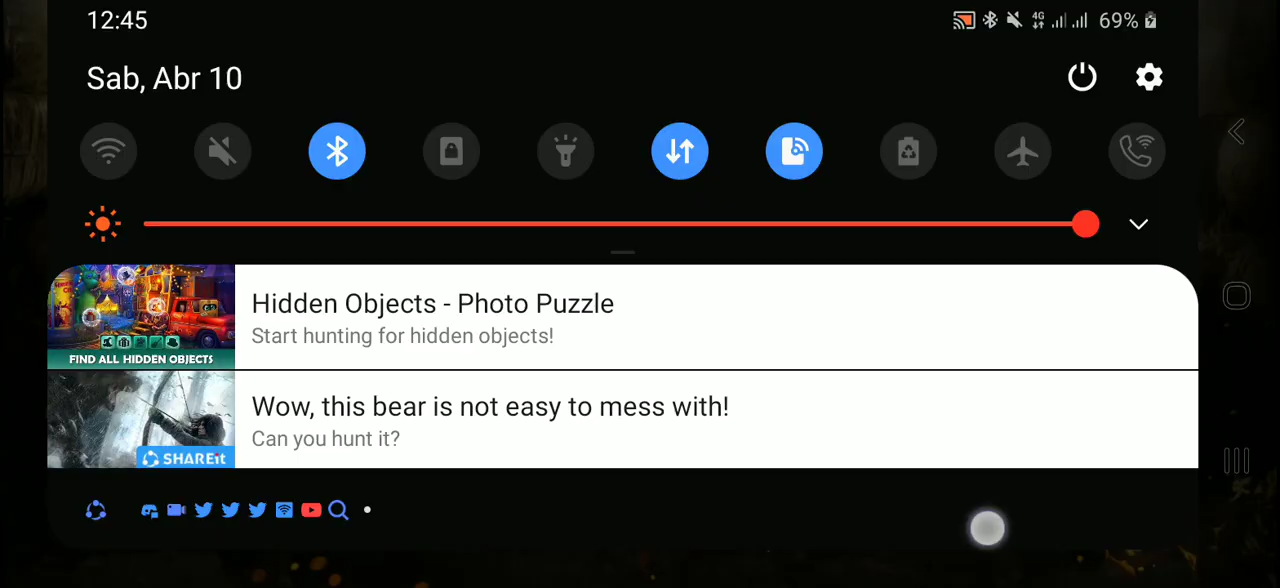 12:45
4G 69%
Sab, Abr 10
Hidden Objects - Photo Puzzle
Start hunting for hidden objects!
FIND ALL HIDDEN OBJECTS
Wow, this bear is not easy to mess with!
Can you hunt it?
SHAREit